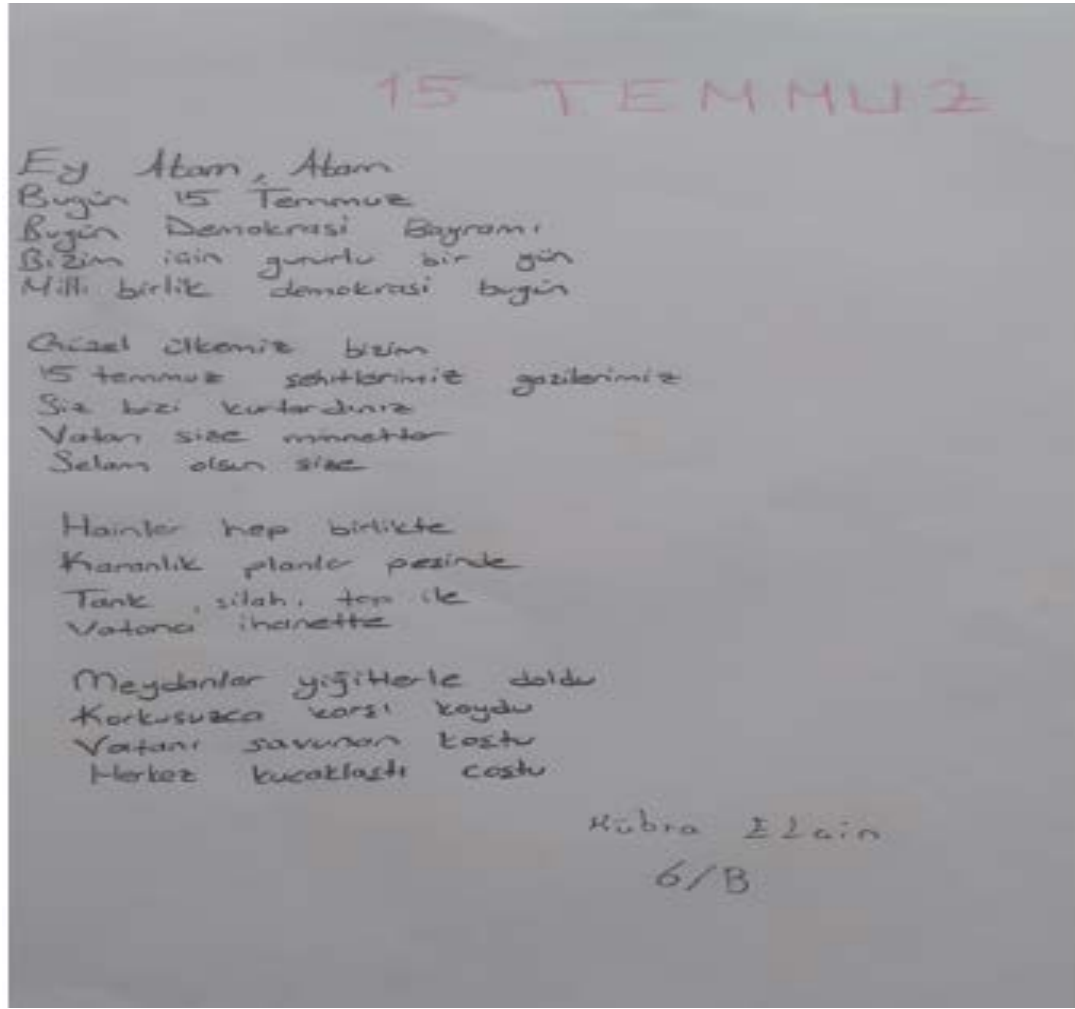 15 TEMMUZ
Ey Atam, Atam
Bugün 15 Temmuz
Bugün Demokrasi Bayramı
Bizim için gururlu bir gün
Milli birlik demokrasi bugün
Güzel ülkemiz bizim
15 temmuz şehitlerimiz gazilerimiz
Siz bizi kurtardınız
Vatan size minnettar
Selam olsun size
Hainler hep birlikte
Karanlık planlar peşinde
Tank, silah, top ile
Vatana ihanette
Meydanlar yiğitlerle doldu
Korkusuzca karşı koydu
Vatanı savunan koştu
Herkez kucaklaştı coştu
Kübra
6/B